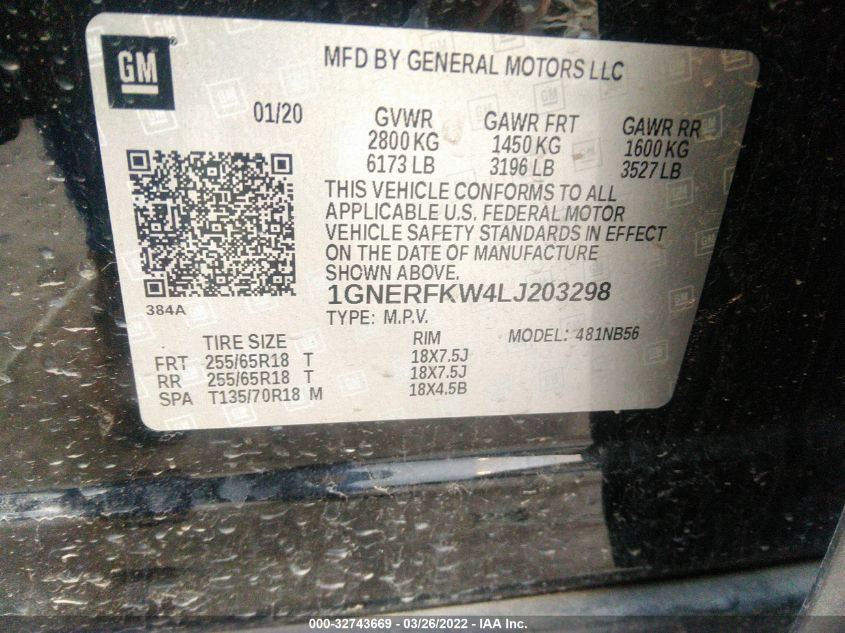 GM
MFD BY GENERAL MOTORS LLC
01/20
GVWR GAWR FRT GAWR RR
2800 KG 1450 KG 1600 KG
6173 LB 3196 LB 3527 LB
THIS VEHICLE CONFORMS TO ALL
APPLICABLE U.S. FEDERAL MOTOR
VEHICLE SAFETY STANDARDS IN EFFECT
ON THE DATE OF MANUFACTURE
SHOWN ABOVE.
384A
1GNERFKW4LJ203298
TYPE: M.P.V.
TIRE SIZE RIM MODEL: 481NB56
FRT 255/65R18 T 18X7.5J
RR 255/65R18 T 18X7.5J
SPA T135/70R18 M 18X4.5B
000-32743669 - 03/26/2022 - IAA Inc.